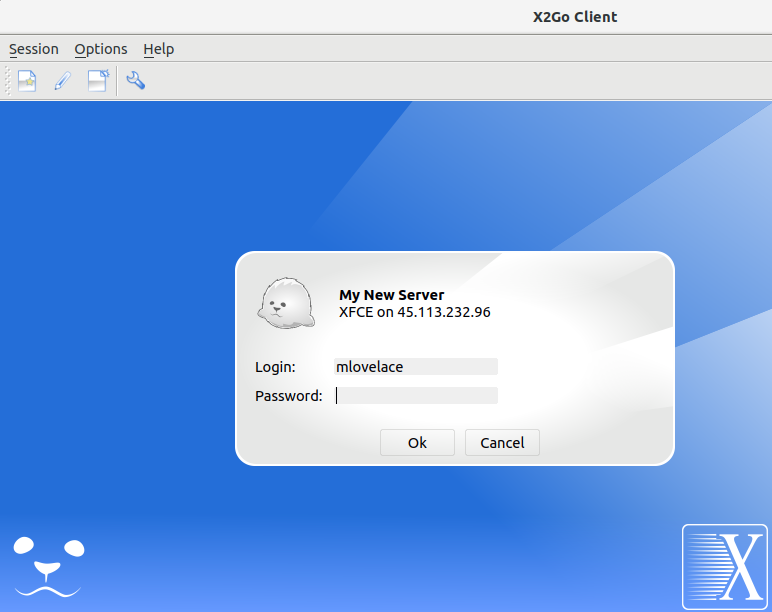 X2Go Client
Session Options Help
My New Server
XFCE on 45.113.232.96
Login: mlovelace
Password:
Ok Cancel
X